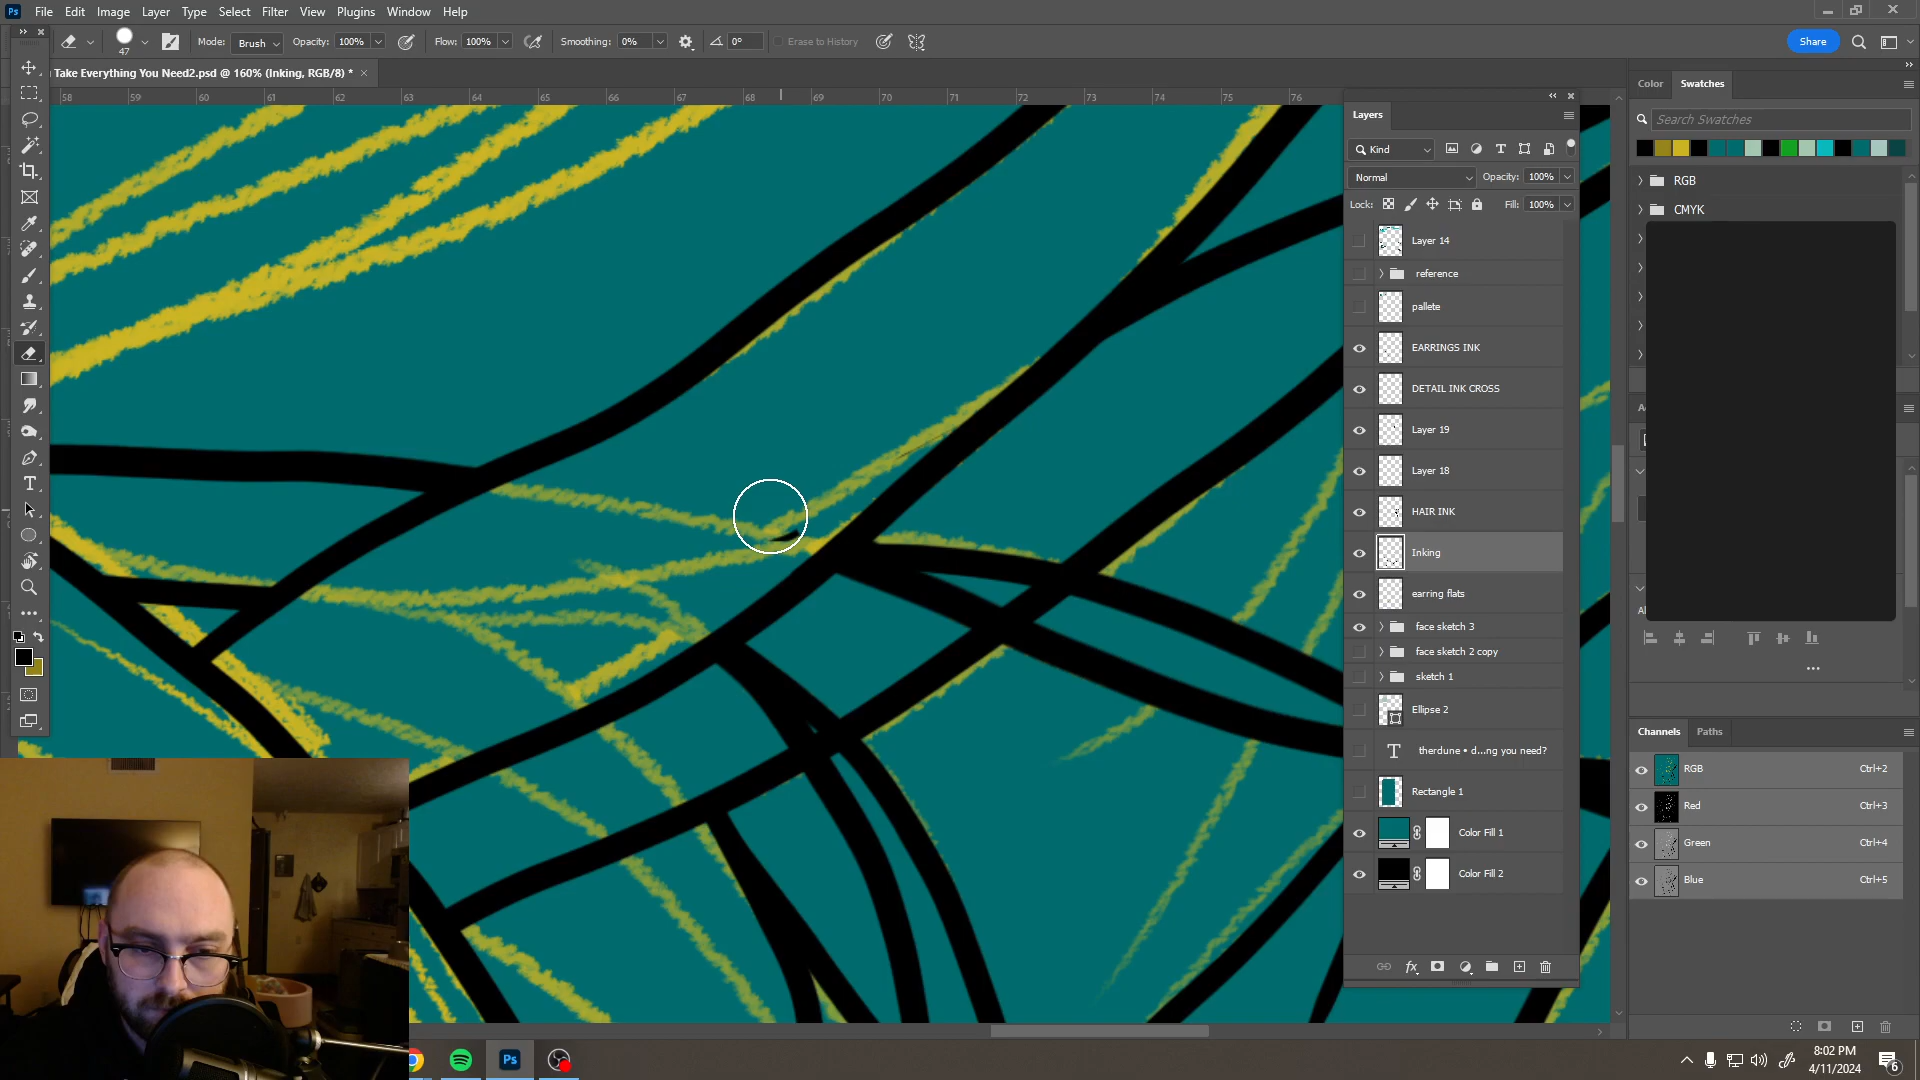 Ps File Edit Image Layer Type Select Filter View Plugins Window Help
47 Mode: Brush Opacity: 100% Flow: 100% Smoothing: 0% 0° Erase to History Share
Take Everything You Need2.psd @ 160% (Inking, RGB/8) *
58 59 60 61 62 63 64 65 66 67 68 69 70 71 72 73 74 75 76
Layers
Kind
Normal Opacity: 100%
Lock: Fill: 100%
Layer 14
reference
pallete
EARRINGS INK
DETAIL INK CROSS
Layer 19
Layer 18
HAIR INK
Inking
earring flats
face sketch 3
face sketch 2 copy
sketch 1
Ellipse 2
therdune • d...ng you need?
Rectangle 1
Color Fill 1
Color Fill 2
fx
Color Swatches
Search Swatches
RGB
CMYK
Channels Paths
RGB Ctrl+2
Red Ctrl+3
Green Ctrl+4
Blue Ctrl+5
Ps
8:02 PM
4/11/2024
6